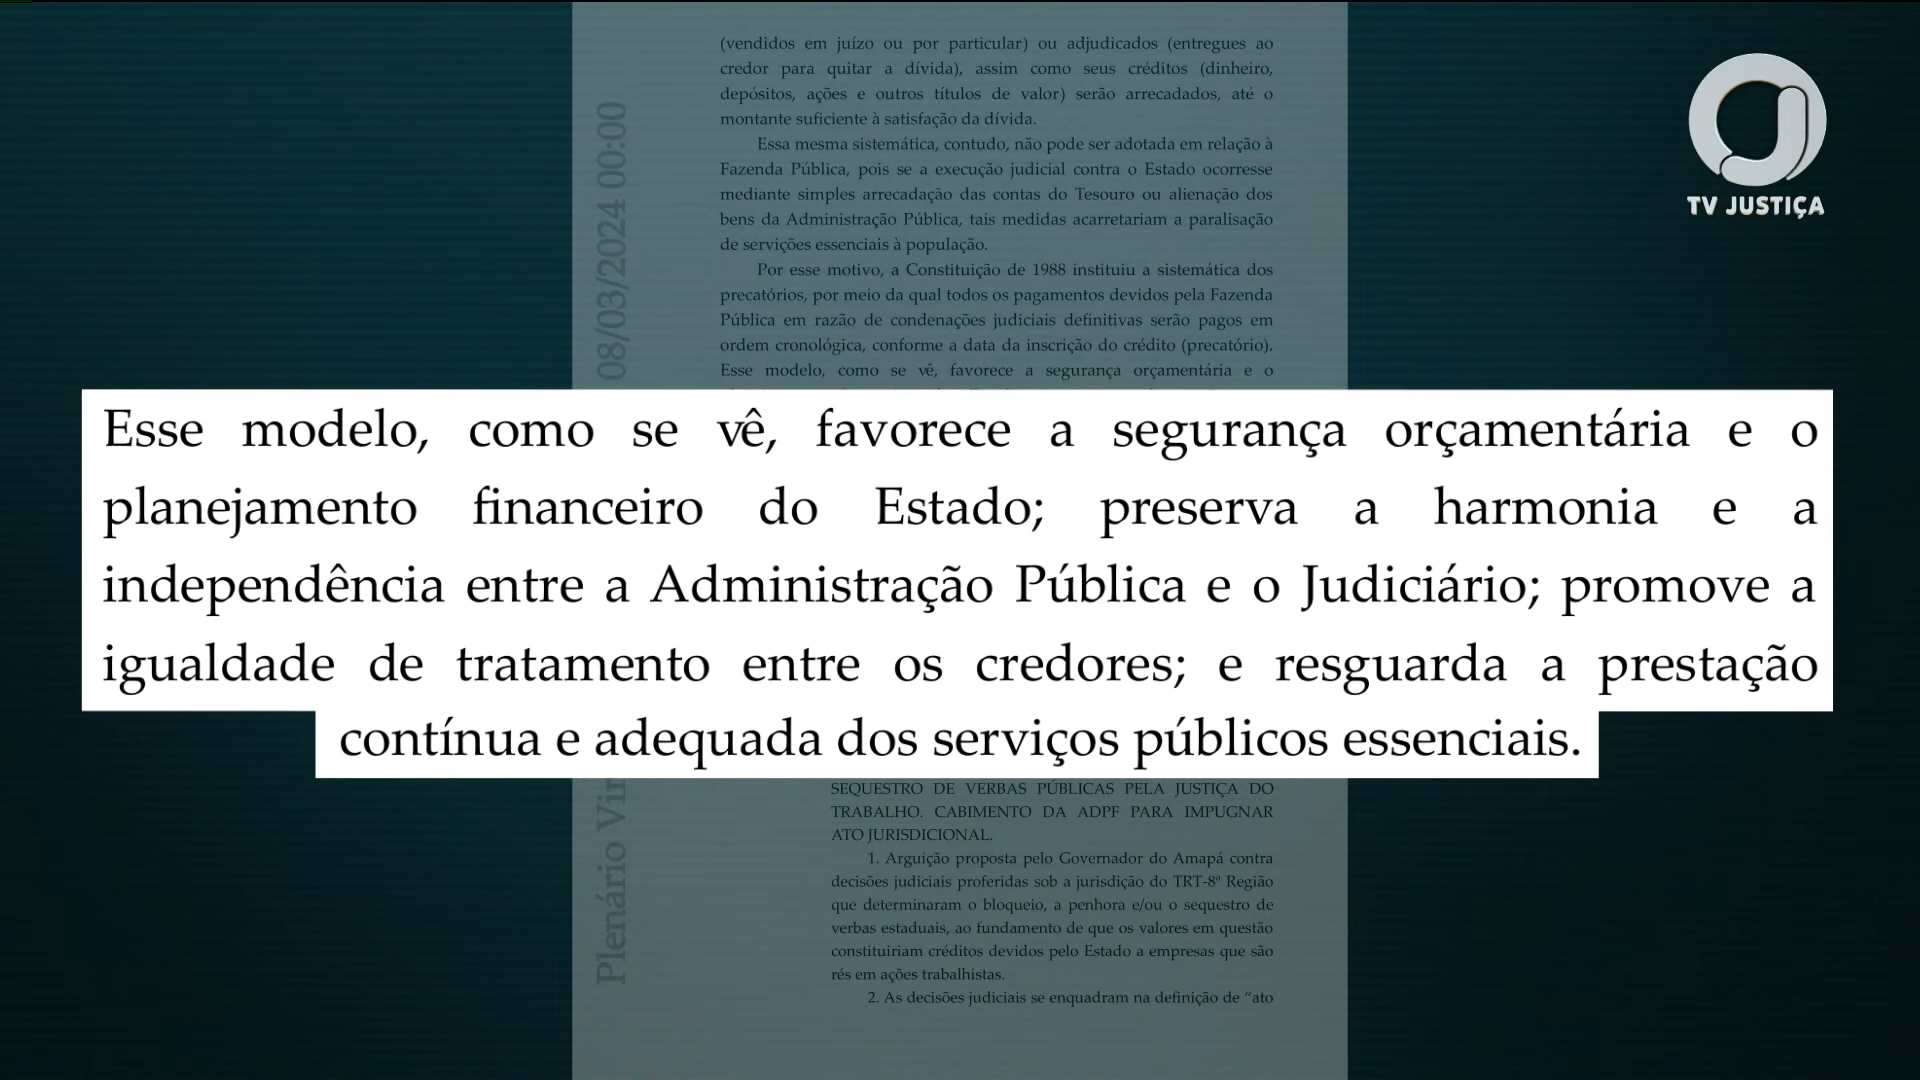 (vendidos em juízo ou por particular) ou adjudicados (entregues ao
credor para quitar a dívida), assim como seus créditos (dinheiro,
depósitos, ações e outros títulos de valor) serão arrecadados, até o
montante suficiente à satisfação da dívida.
Essa mesma sistemática, contudo, não pode ser adotada em relação à
Fazenda Pública, pois se a execução judicial contra o Estado ocorresse
mediante simples arrecadação das contas do Tesouro ou alienação dos
bens da Administração Pública, tais medidas acarretariam a paralisação
de servições essenciais à população.
Por esse motivo, a Constituição de 1988 instituiu a sistemática dos
precatórios, por meio da qual todos os pagamentos devidos pela Fazenda
Pública em razão de condenações judiciais definitivas serão pagos em
ordem cronológica, conforme a data da inscrição do crédito (precatório).
Esse modelo, como se vê, favorece a segurança orçamentária e o
Esse modelo, como se vê, favorece a segurança orçamentária e o
planejamento financeiro do Estado; preserva a harmonia e a
independência entre a Administração Pública e o Judiciário; promove a
igualdade de tratamento entre os credores; e resguarda a prestação
contínua e adequada dos serviços públicos essenciais.
SEQUESTRO DE VERBAS PÚBLICAS PELA JUSTIÇA DO
TRABALHO. CABIMENTO DA ADPF PARA IMPUGNAR
ATO JURISDICIONAL.
1. Arguição proposta pelo Governador do Amapá contra
decisões judiciais proferidas sob a jurisdição do TRT-8ª Região
que determinaram o bloqueio, a penhora e/ou o sequestro de
verbas estaduais, ao fundamento de que os valores em questão
constituiriam créditos devidos pelo Estado a empresas que são
rés em ações trabalhistas.
2. As decisões judiciais se enquadram na definição de “ato
Plenário Vir
08/03/2024 00:00
TV JUSTIÇA